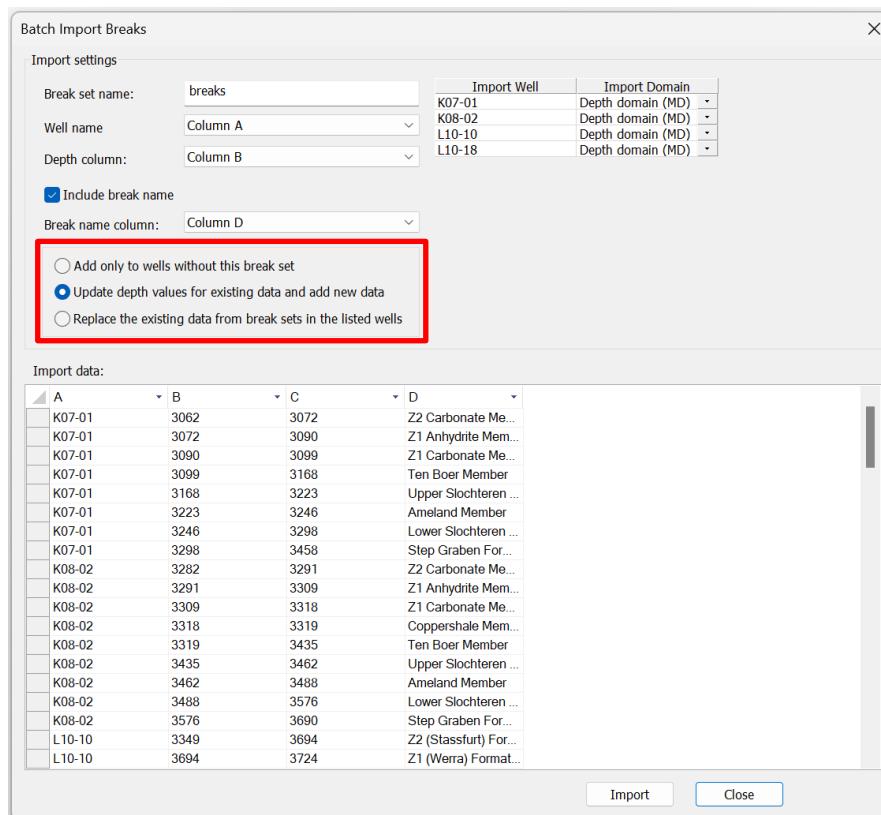 Batch Import Breaks
Import settings
Break set name: breaks
Well name Column A
Depth column: Column B
Include break name
Break name column: Column D
Import Well Import Domain
K07-01 Depth domain (MD)
K08-02 Depth domain (MD)
L10-10 Depth domain (MD)
L10-18 Depth domain (MD)
Add only to wells without this break set
Update depth values for existing data and add new data
Replace the existing data from break sets in the listed wells
Import data:
A B C D
K07-01 3062 3072 Z2 Carbonate Me...
K07-01 3072 3090 Z1 Anhydrite Mem...
K07-01 3090 3099 Z1 Carbonate Me...
K07-01 3099 3168 Ten Boer Member
K07-01 3168 3223 Upper Slochteren ...
K07-01 3223 3246 Ameland Member
K07-01 3246 3298 Lower Slochteren ...
K07-01 3298 3458 Step Graben For...
K08-02 3282 3291 Z2 Carbonate Me...
K08-02 3291 3309 Z1 Anhydrite Mem...
K08-02 3309 3318 Z1 Carbonate Me...
K08-02 3318 3319 Coppershale Mem...
K08-02 3319 3435 Ten Boer Member
K08-02 3435 3462 Upper Slochteren ...
K08-02 3462 3488 Ameland Member
K08-02 3488 3576 Lower Slochteren ...
K08-02 3576 3690 Step Graben For...
L10-10 3349 3694 Z2 (Stassfurt) For...
L10-10 3694 3724 Z1 (Werra) Format...
Import Close